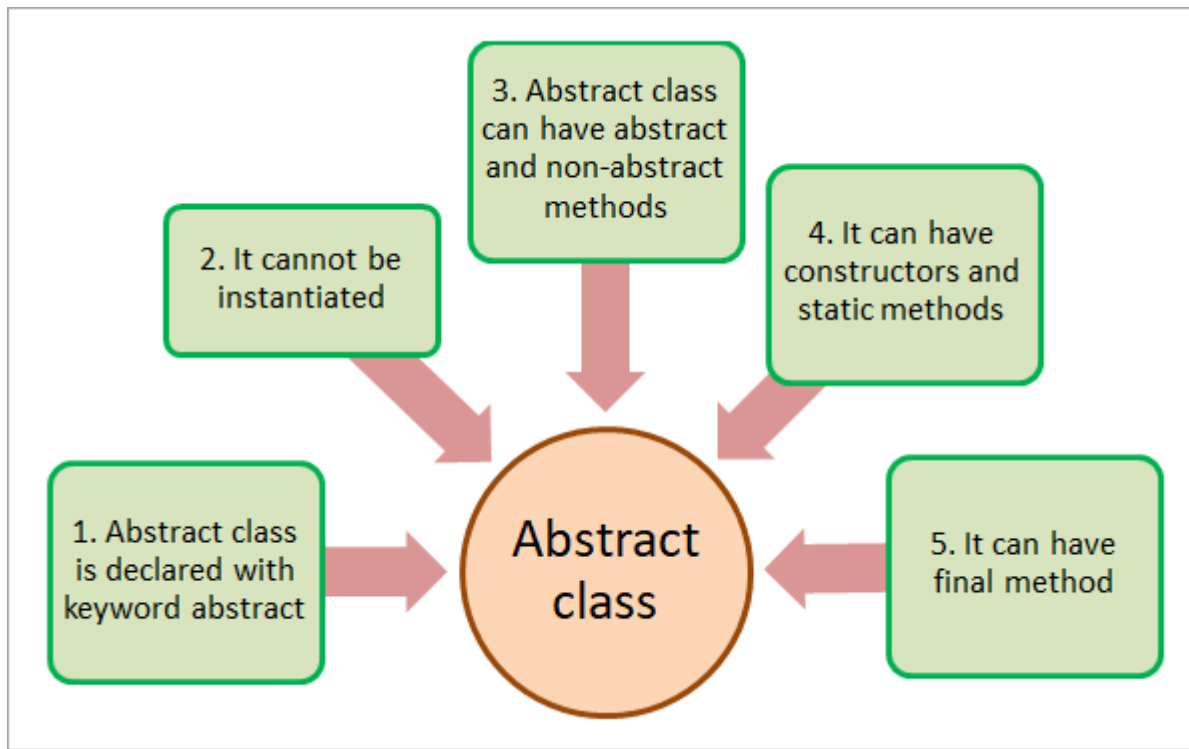 1. Abstract class
is declared with
keyword abstract
2. It cannot be
instantiated
3. Abstract class
can have abstract
and non-abstract
methods
4. It can have
constructors and
static methods
5. It can have
final method
Abstract
class